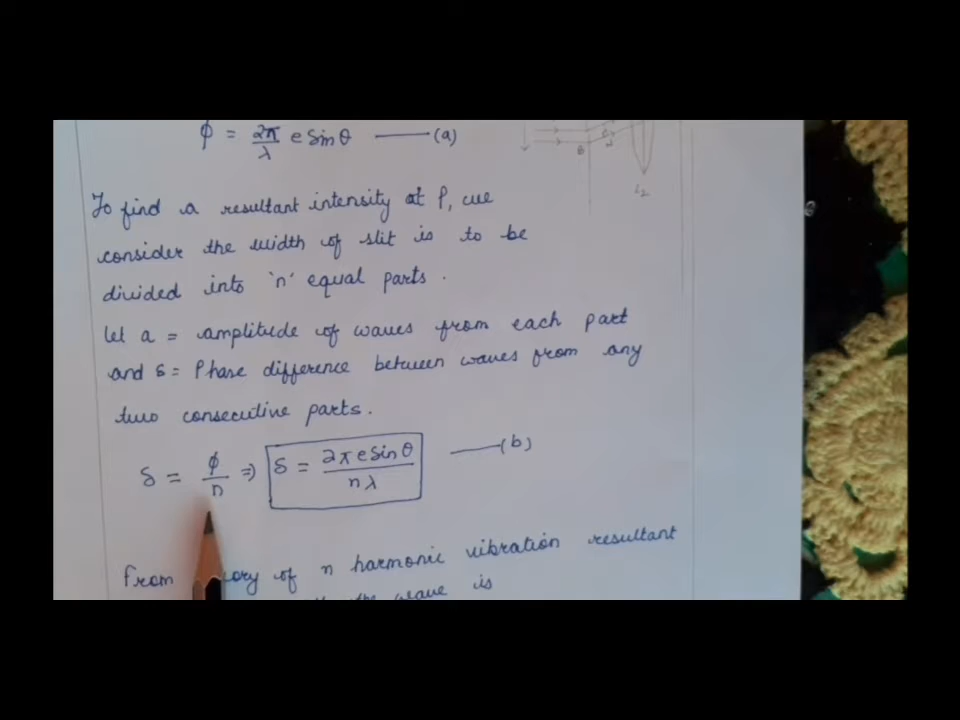 ϕ = 2π/λ e Sinθ ——(a)
θ
L2
To find a resultant intensity at P, we
consider the width of slit is to be
divided into 'n' equal parts.
let a = amplitude of waves from each part
and δ = Phase difference between waves from any
two consecutive parts.
δ = ϕ/n ⇒ δ = 2π e Sinθ / nλ ——(b)
From of n harmonic vibration resultant
the wave is